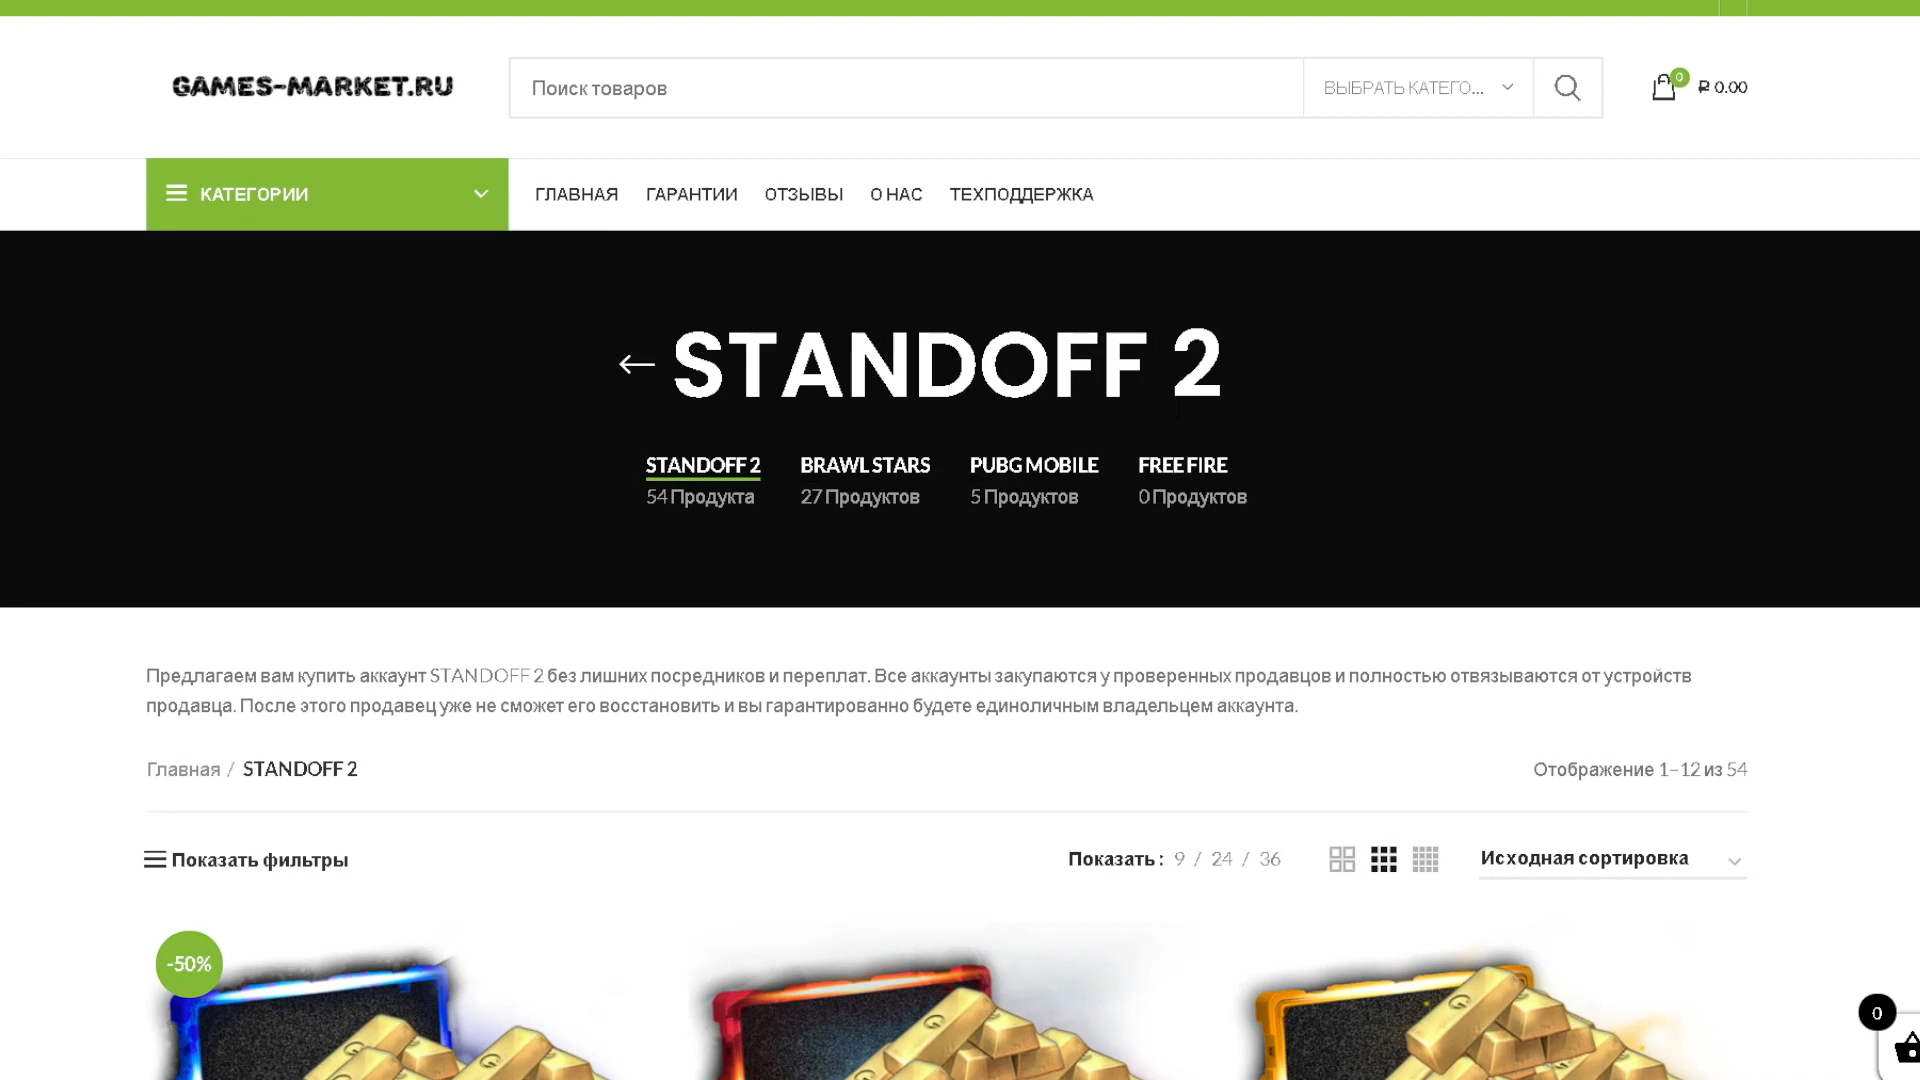 GAMES-MARKET.RU
Поиск товаров
ВЫБРАТЬ КАТЕГО...
0
₽ 0.00
КАТЕГОРИИ
ГЛАВНАЯ ГАРАНТИИ ОТЗЫВЫ О НАС ТЕХПОДДЕРЖКА
STANDOFF 2
STANDOFF 2 BRAWL STARS PUBG MOBILE FREE FIRE
54 Продукта 27 Продуктов 5 Продуктов 0 Продуктов
Предлагаем вам купить аккаунт STANDOFF 2 без лишних посредников и переплат. Все аккаунты закупаются у проверенных продавцов и полностью отвязываются от устройств
продавца. После этого продавец уже не сможет его восстановить и вы гарантированно будете единоличным владельцем аккаунта.
Главная / STANDOFF 2
Отображение 1–12 из 54
Показать фильтры
Показать : 9 / 24 / 36
Исходная сортировка
-50%
0